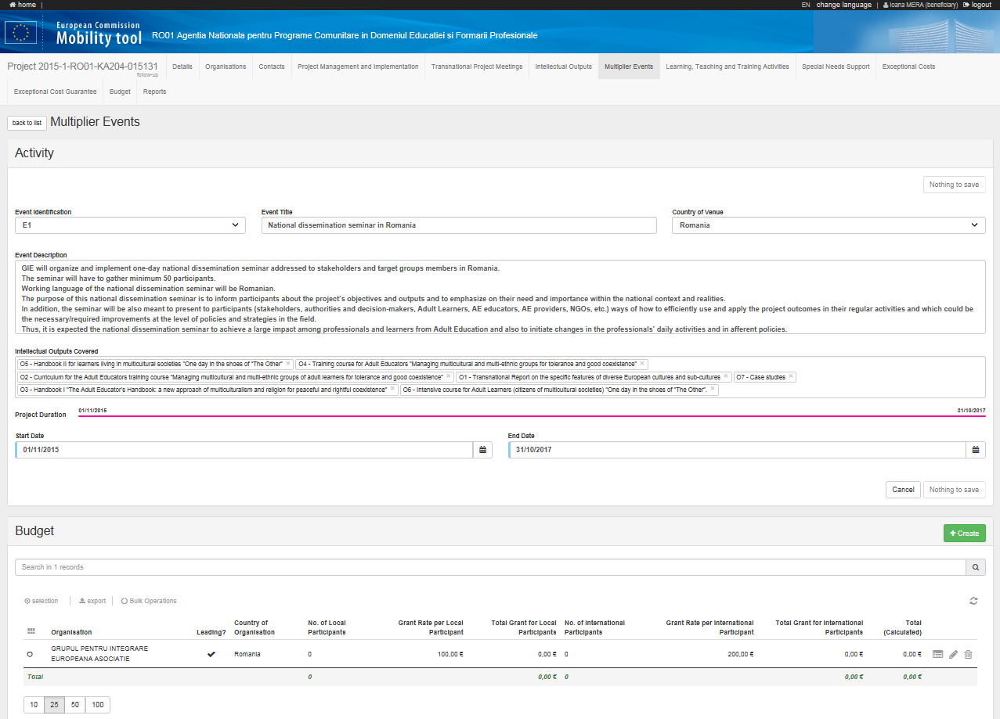 home |
EN change language | Ioana MERA (beneficiary) logout
European Commission
Mobility tool
RO01 Agentia Nationala pentru Programe Comunitare in Domeniul Educatiei si Formarii Profesionale
Project 2015-1-RO01-KA204-015131
follow-up
Details Organisations Contacts Project Management and Implementation Transnational Project Meetings Intellectual Outputs Multiplier Events Learning, Teaching and Training Activities Special Needs Support Exceptional Costs
Exceptional Cost Guarantee Budget Reports
back to list Multiplier Events
Activity
Nothing to save
Event Identification Event Title Country of Venue
E1 National dissemination seminar in Romania Romania
Event Description
GIE will organize and implement one-day national dissemination seminar addressed to stakeholders and target groups members in Romania.
The seminar will have to gather minimum 50 participants.
Working language of the national dissemination seminar will be Romanian.
The purpose of this national dissemination seminar is to inform participants about the project's objectives and outputs and to emphasize on their need and importance within the national context and realities.
In addition, the seminar will be also meant to present to participants (stakeholders, authorities and decision-makers, Adult Learners, AE educators, AE providers, NGOs, etc.) ways of how to efficiently use and apply the project outcomes in their regular activities and which could be
the necessary/required improvements at the level of policies and strategies in the field.
Thus, it is expected the national dissemination seminar to achieve a large impact among professionals and learners from Adult Education and also to initiate changes in the professionals' daily activities and in afferent policies.
Intellectual Outputs Covered
O5 - Handbook II for learners living in multicultural societies "One day in the shoes of "The Other" × O4 - Training course for Adult Educators "Managing multicultural and multi-ethnic groups for tolerance and good coexistence" ×
O2 - Curriculum for the Adult Educators training course "Managing multicultural and multi-ethnic groups of adult learners for tolerance and good coexistence" × O1 - Transnational Report on the specific features of diverse European cultures and sub-cultures × O7 - Case studies ×
O3 - Handbook I "The Adult Educator's Handbook: a new approach of multiculturalism and religion for peaceful and rightful coexistence" × O6 - Intensive course for Adult Learners (citizens of multicultural societies) "One day in the shoes of "The Other". ×
Project Duration 01/11/2015 31/10/2017
Start Date End Date
01/11/2015 31/10/2017
Cancel Nothing to save
Budget
+ Create
Search in 1 records
selection | export | Bulk Operations
Organisation Leading? Country of Organisation No. of Local Participants Grant Rate per Local Participant Total Grant for Local Participants No. of International Participants Grant Rate per International Participant Total Grant for International Participants Total (Calculated)
GRUPUL PENTRU INTEGRARE EUROPEANA ASOCIATIE Romania 0 100,00 € 0,00 € 0 200,00 € 0,00 € 0,00 €
Total 0 0,00 € 0 0,00 € 0,00 €
10 25 50 100